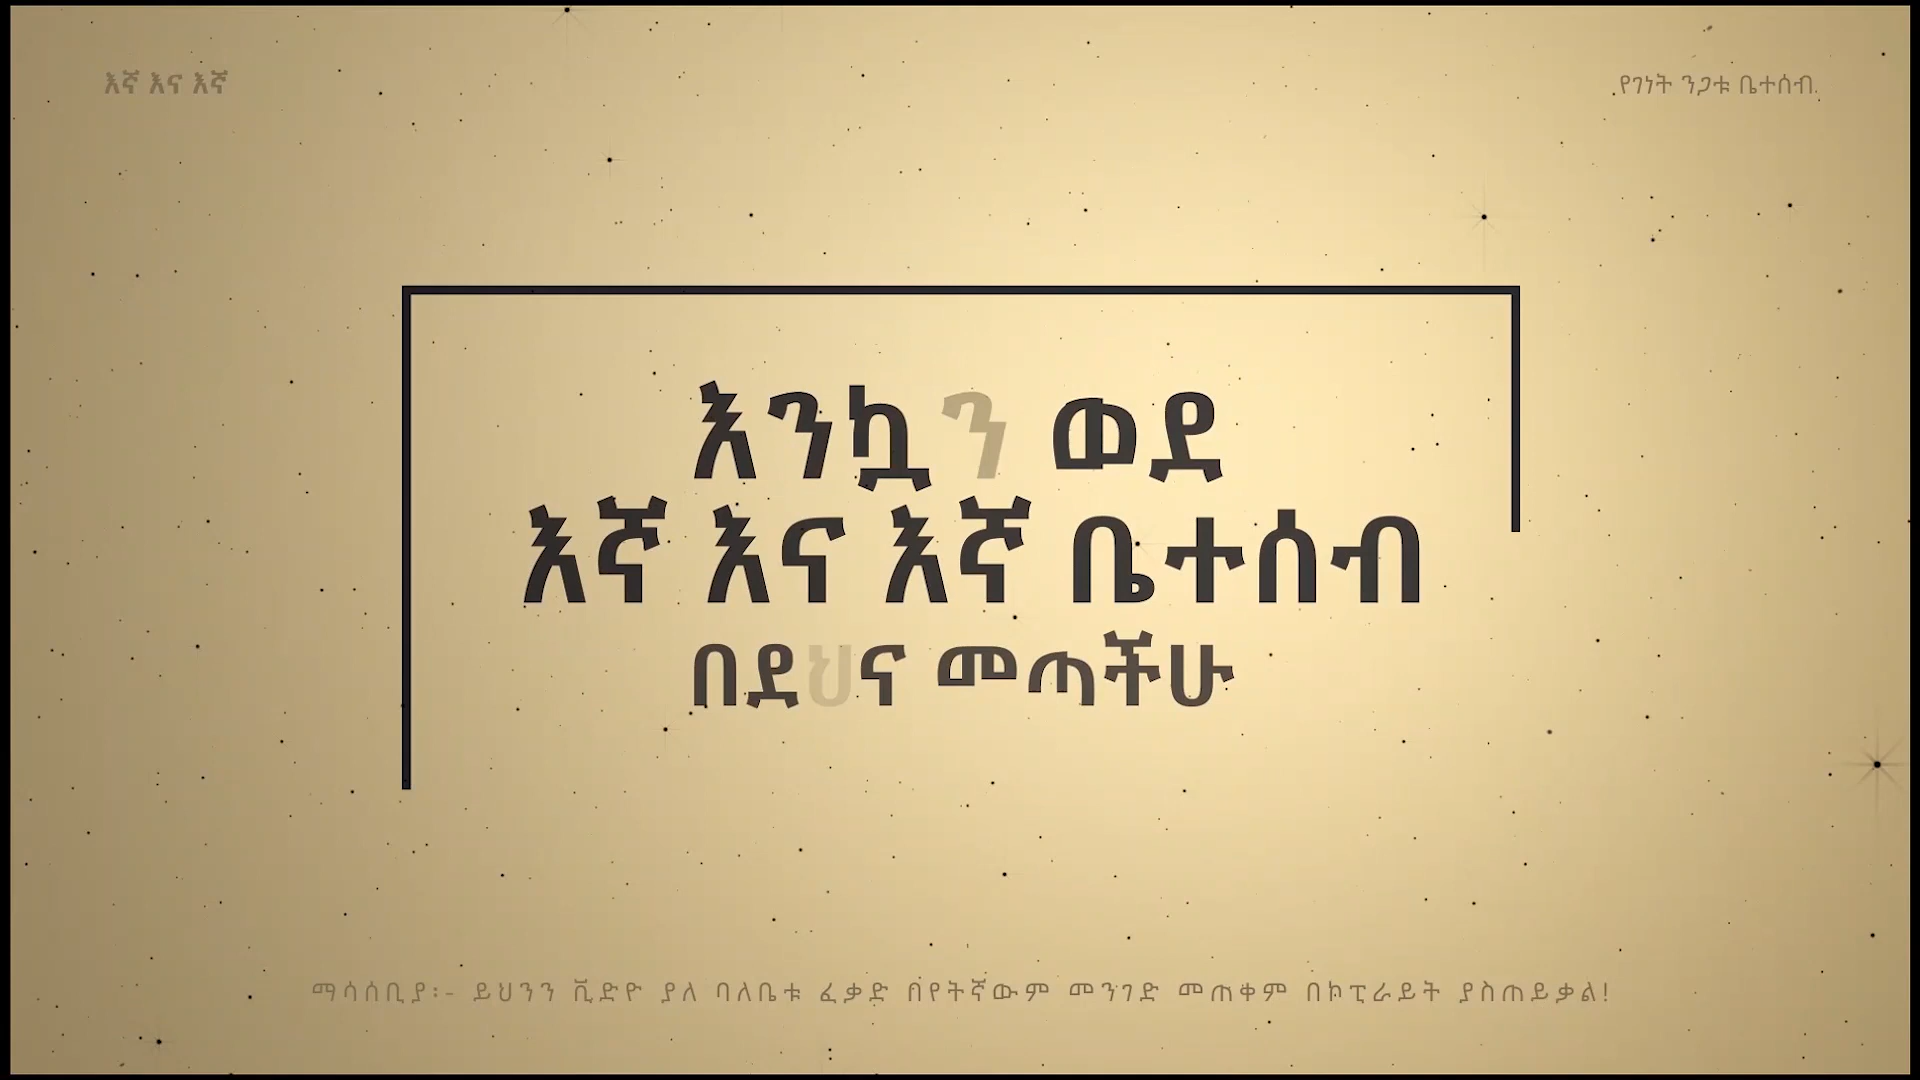 እኛ እና እኛ
የገነት ንጋቱ ቤተሰብ
እንኳን ወደ
እኛ እና እኛ ቤተሰብ
በደህና መጣችሁ
ማሳሰቢያ፡- ይህንን ቪድዮ ያለ ባለቤቱ ፈቃድ በየትኛውም መንገድ መጠቀም በኮፒራይት ያስጠይቃል!